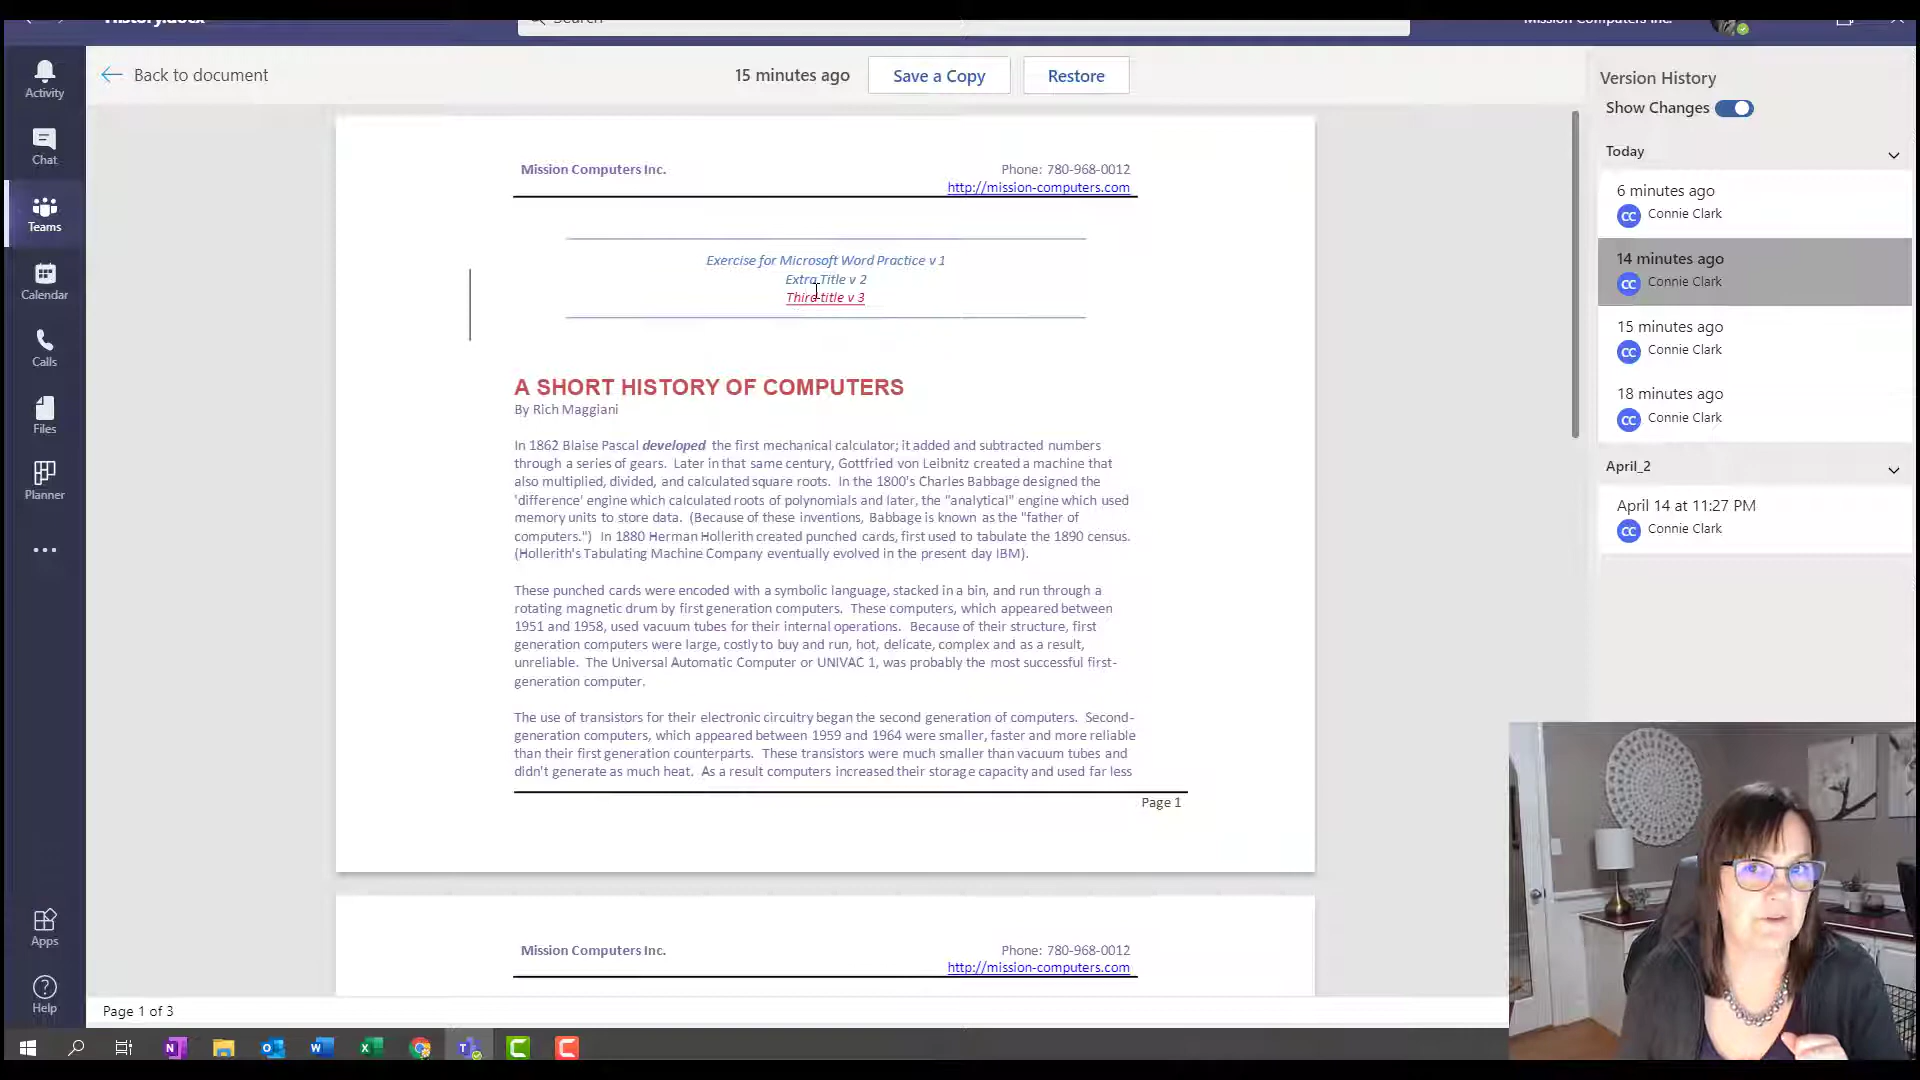 History.docx
Search
Mission Computers Inc.
Back to document
15 minutes ago
Save a Copy
Restore
Version History
Show Changes
Activity
Chat
Teams
Calendar
Calls
Files
Planner
Apps
Help
Mission Computers Inc.
Phone: 780-968-0012
http://mission-computers.com
Exercise for Microsoft Word Practice v 1
Extra Title v 2
Third title v 3
A SHORT HISTORY OF COMPUTERS
By Rich Maggiani
In 1862 Blaise Pascal developed the first mechanical calculator; it added and subtracted numbers
through a series of gears. Later in that same century, Gottfried von Leibnitz created a machine that
also multiplied, divided, and calculated square roots. In the 1800's Charles Babbage designed the
'difference' engine which calculated roots of polynomials and later, the "analytical" engine which used
memory units to store data. (Because of these inventions, Babbage is known as the "father of
computers.") In 1880 Herman Hollerith created punched cards, first used to tabulate the 1890 census.
(Hollerith's Tabulating Machine Company eventually evolved in the present day IBM).
These punched cards were encoded with a symbolic language, stacked in a bin, and run through a
rotating magnetic drum by first generation computers. These computers, which appeared between
1951 and 1958, used vacuum tubes for their internal operations. Because of their structure, first
generation computers were large, costly to buy and run, hot, delicate, complex and as a result,
unreliable. The Universal Automatic Computer or UNIVAC 1, was probably the most successful first-
generation computer.
The use of transistors for their electronic circuitry began the second generation of computers. Second-
generation computers, which appeared between 1959 and 1964 were smaller, faster and more reliable
than their first generation counterparts. These transistors were much smaller than vacuum tubes and
didn't generate as much heat. As a result computers increased their storage capacity and used far less
Page 1
Mission Computers Inc.
Phone: 780-968-0012
http://mission-computers.com
Page 1 of 3
Today
6 minutes ago
CC Connie Clark
14 minutes ago
CC Connie Clark
15 minutes ago
CC Connie Clark
18 minutes ago
CC Connie Clark
April_2
April 14 at 11:27 PM
CC Connie Clark